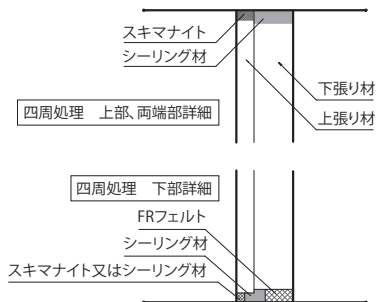 スキマナイト
シーリング材
下張り材
上張り材
四周処理　上部、両端部詳細
四周処理　下部詳細
FRフェルト
シーリング材
スキマナイト又はシーリング材